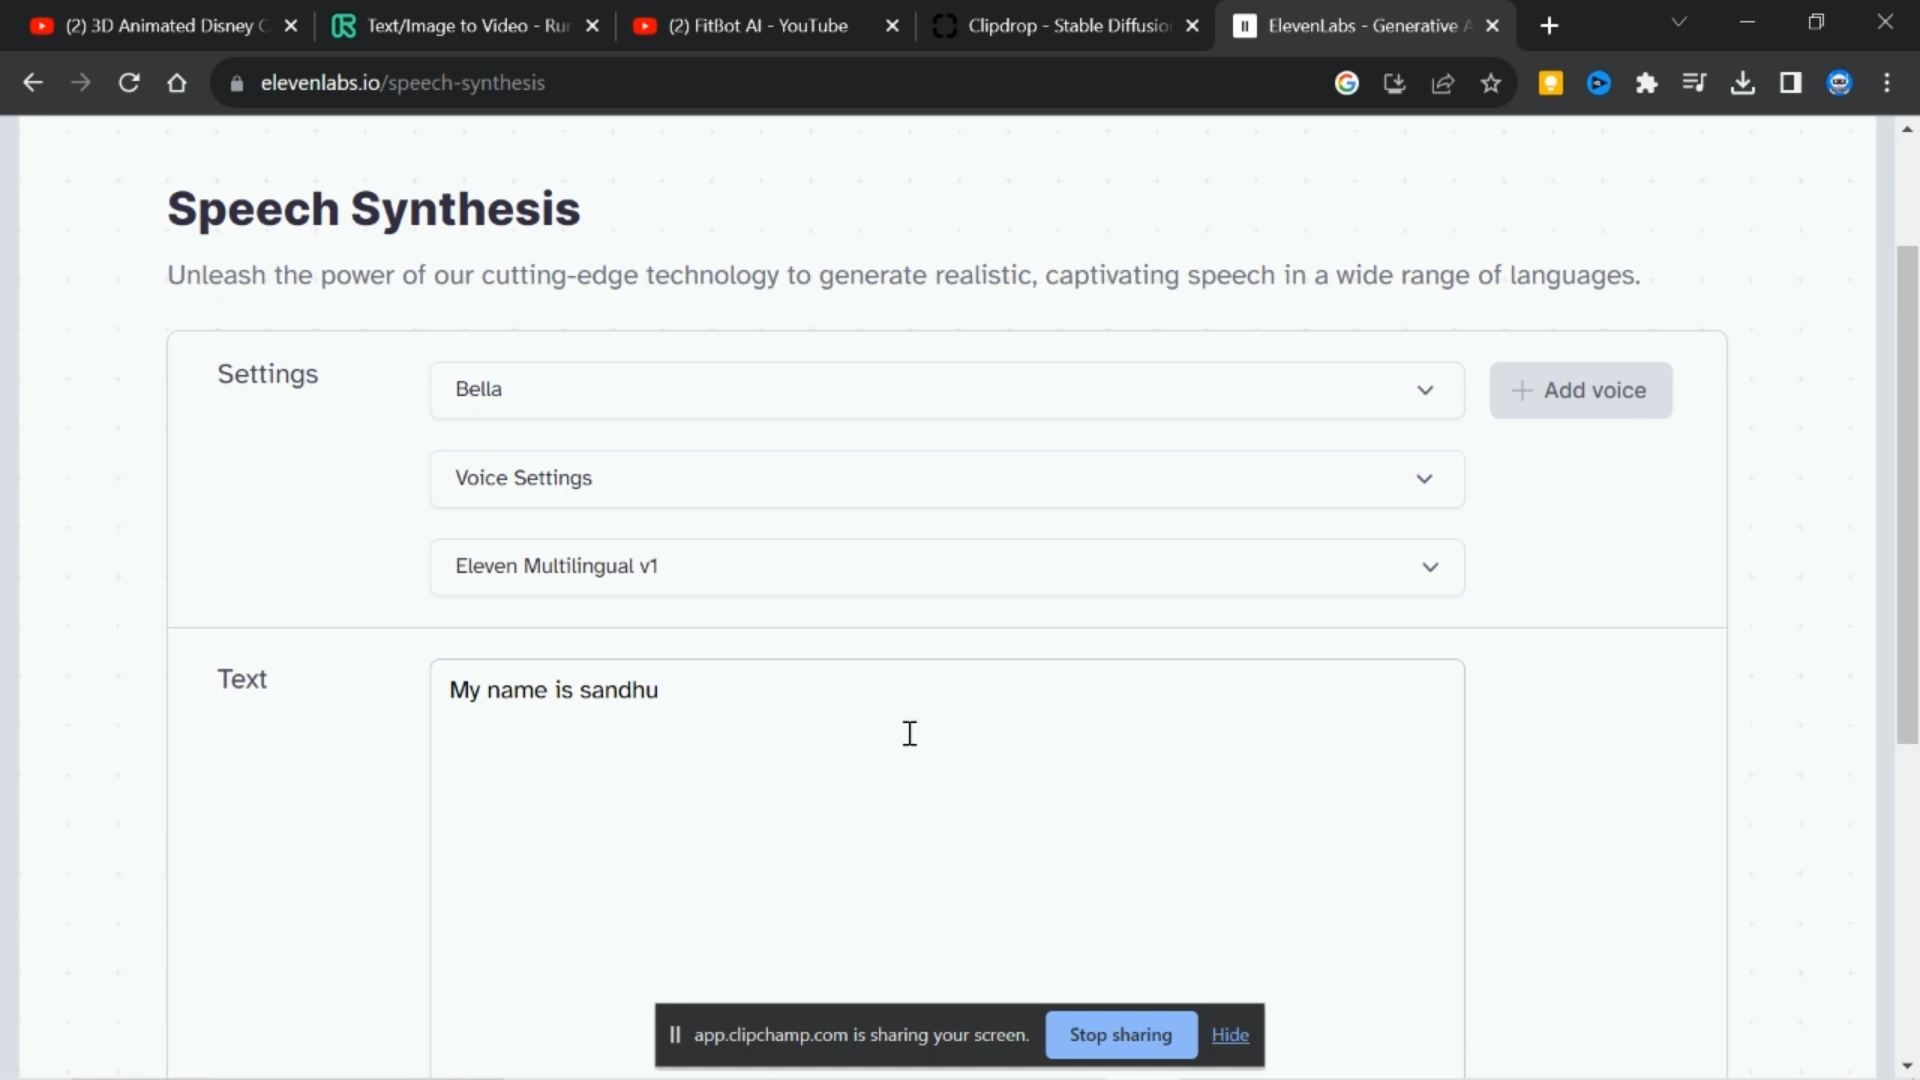 (2) 3D Animated Disney C
Text/Image to Video - Run
(2) FitBot AI - YouTube
Clipdrop - Stable Diffusion
ElevenLabs - Generative A
elevenlabs.io/speech-synthesis
Speech Synthesis
Unleash the power of our cutting-edge technology to generate realistic, captivating speech in a wide range of languages.
Settings
Bella
Add voice
Voice Settings
Eleven Multilingual v1
Text
My name is sandhu
app.clipchamp.com is sharing your screen.
Stop sharing
Hide